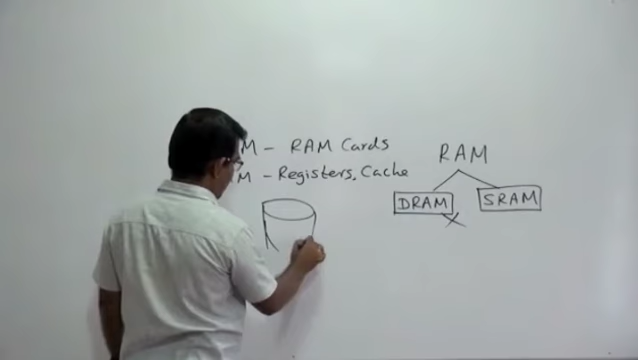 M - RAM Cards
M - Registers, Cache
RAM
DRAM SRAM